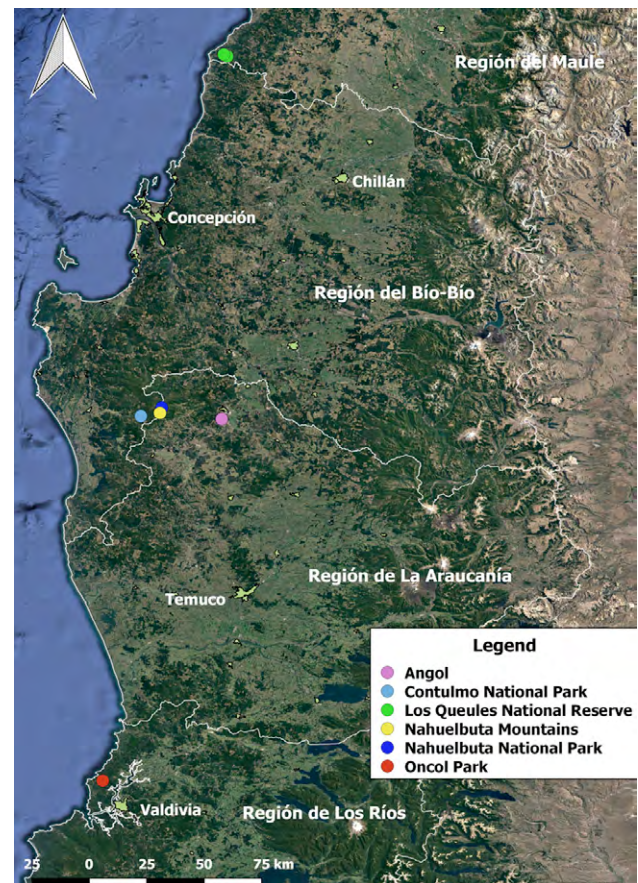 Región del Maule
Chillán
Concepción
Región del Bío-Bío
Región de La Araucanía
Temuco
Legend
Angol
Contulmo National Park
Los Queules National Reserve
Nahuelbuta Mountains
Nahuelbuta National Park
Oncol Park
Valdivia
Región de Los Ríos
25 0 25 50 75 km